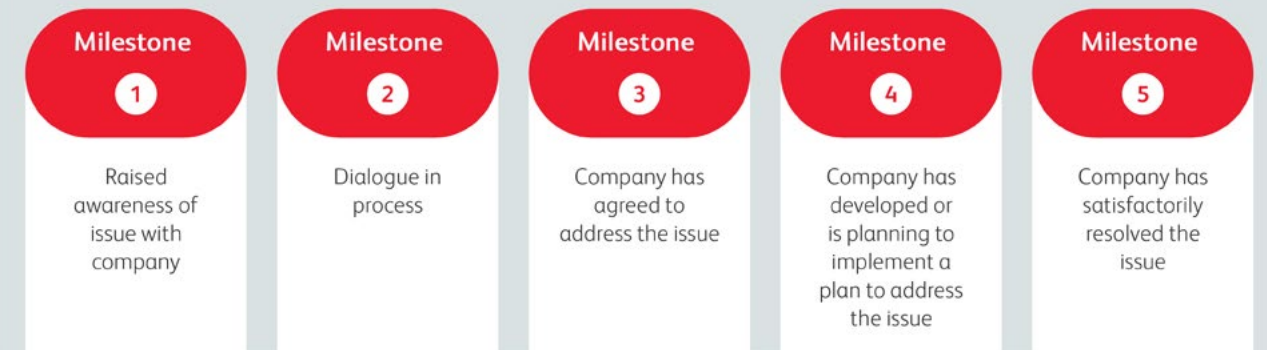 Milestone
1
Raised
awareness of
issue with
company
Milestone
2
Dialogue in
process
Milestone
3
Company has
agreed to
address the issue
Milestone
4
Company has
developed or
is planning to
implement a
plan to address
the issue
Milestone
5
Company has
satisfactorily
resolved the
issue